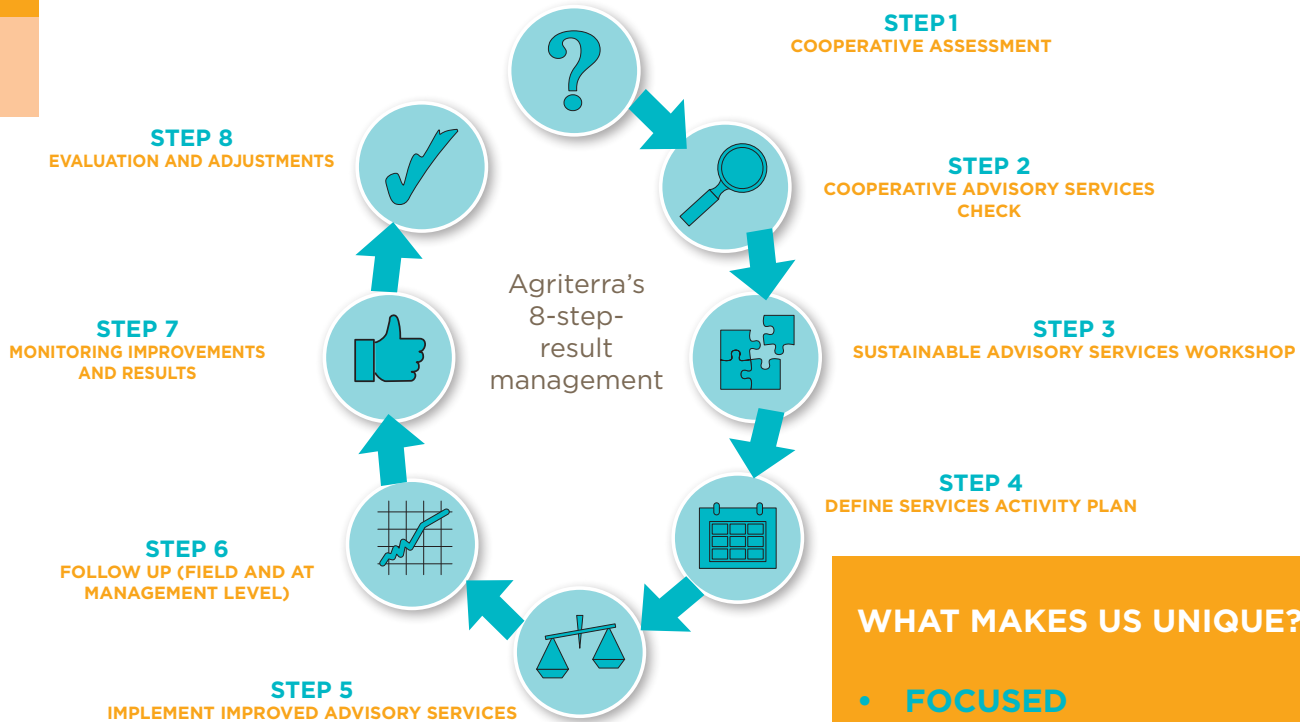 STEP 1
COOPERATIVE ASSESSMENT
STEP 2
COOPERATIVE ADVISORY SERVICES
CHECK
STEP 3
SUSTAINABLE ADVISORY SERVICES WORKSHOP
STEP 4
DEFINE SERVICES ACTIVITY PLAN
STEP 5
IMPLEMENT IMPROVED ADVISORY SERVICES
STEP 6
FOLLOW UP (FIELD AND AT
MANAGEMENT LEVEL)
STEP 7
MONITORING IMPROVEMENTS
AND RESULTS
STEP 8
EVALUATION AND ADJUSTMENTS
Agriterra's
8-step-
result
management
WHAT MAKES US UNIQUE?
• FOCUSED